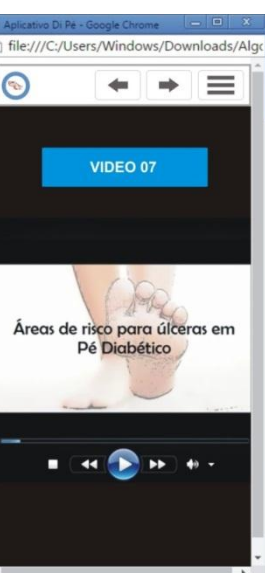 Aplicativo Di Pé - Google Chrome
file:///C:/Users/Windows/Downloads/Algo
VIDEO 07
Áreas de risco para úlceras em
Pé Diabético